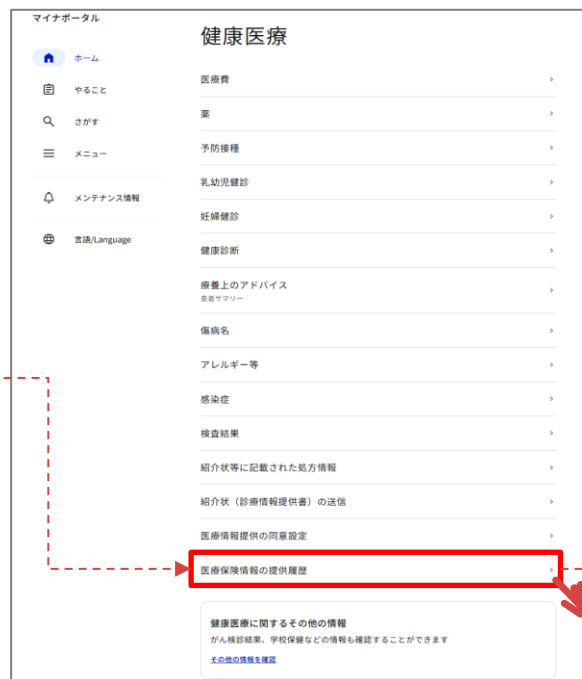 マイナポータル
ホーム
やること
さがす
メニュー
メンテナンス情報
言語/Language
健康医療
医療費
薬
予防接種
乳幼児健診
妊婦健診
健康診断
療養上のアドバイス
患者サマリー
傷病名
アレルギー等
感染症
検査結果
紹介状等に記載された処方情報
紹介状（診療情報提供書）の送信
医療情報提供の同意設定
医療保険情報の提供履歴
健康医療に関するその他の情報
がん検診結果、学校保健などの情報も確認することができます
その他の情報を確認